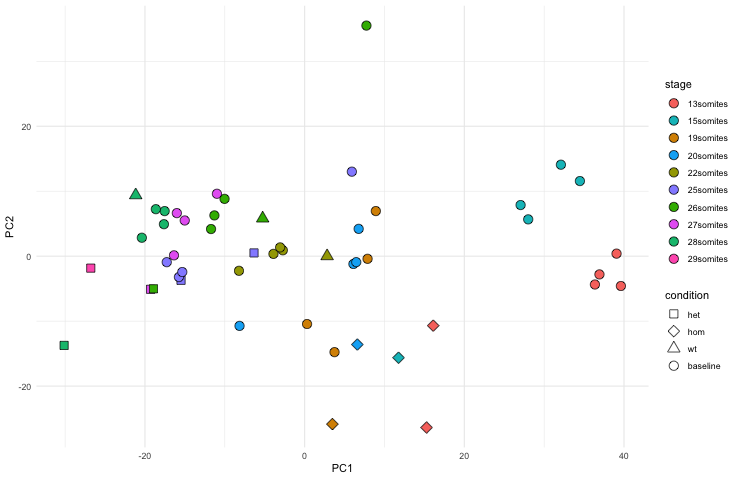 20
0
-20
PC2
-20
0
20
40
PC1
stage
13somites
15somites
19somites
20somites
22somites
25somites
26somites
27somites
28somites
29somites
condition
het
hom
wt
baseline